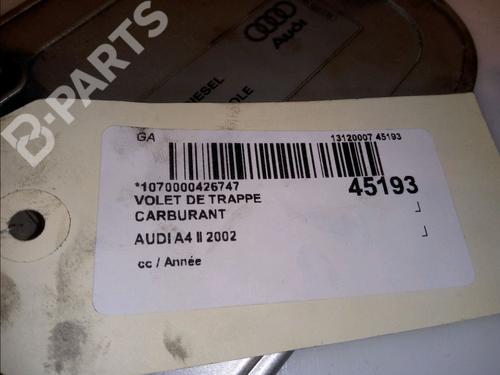 B-PARTS
Audi
DIESEL
GA
13120007 45193
*1070000426747
45193
VOLET DE TRAPPE
CARBURANT
AUDI A4 II 2002
cc / Année